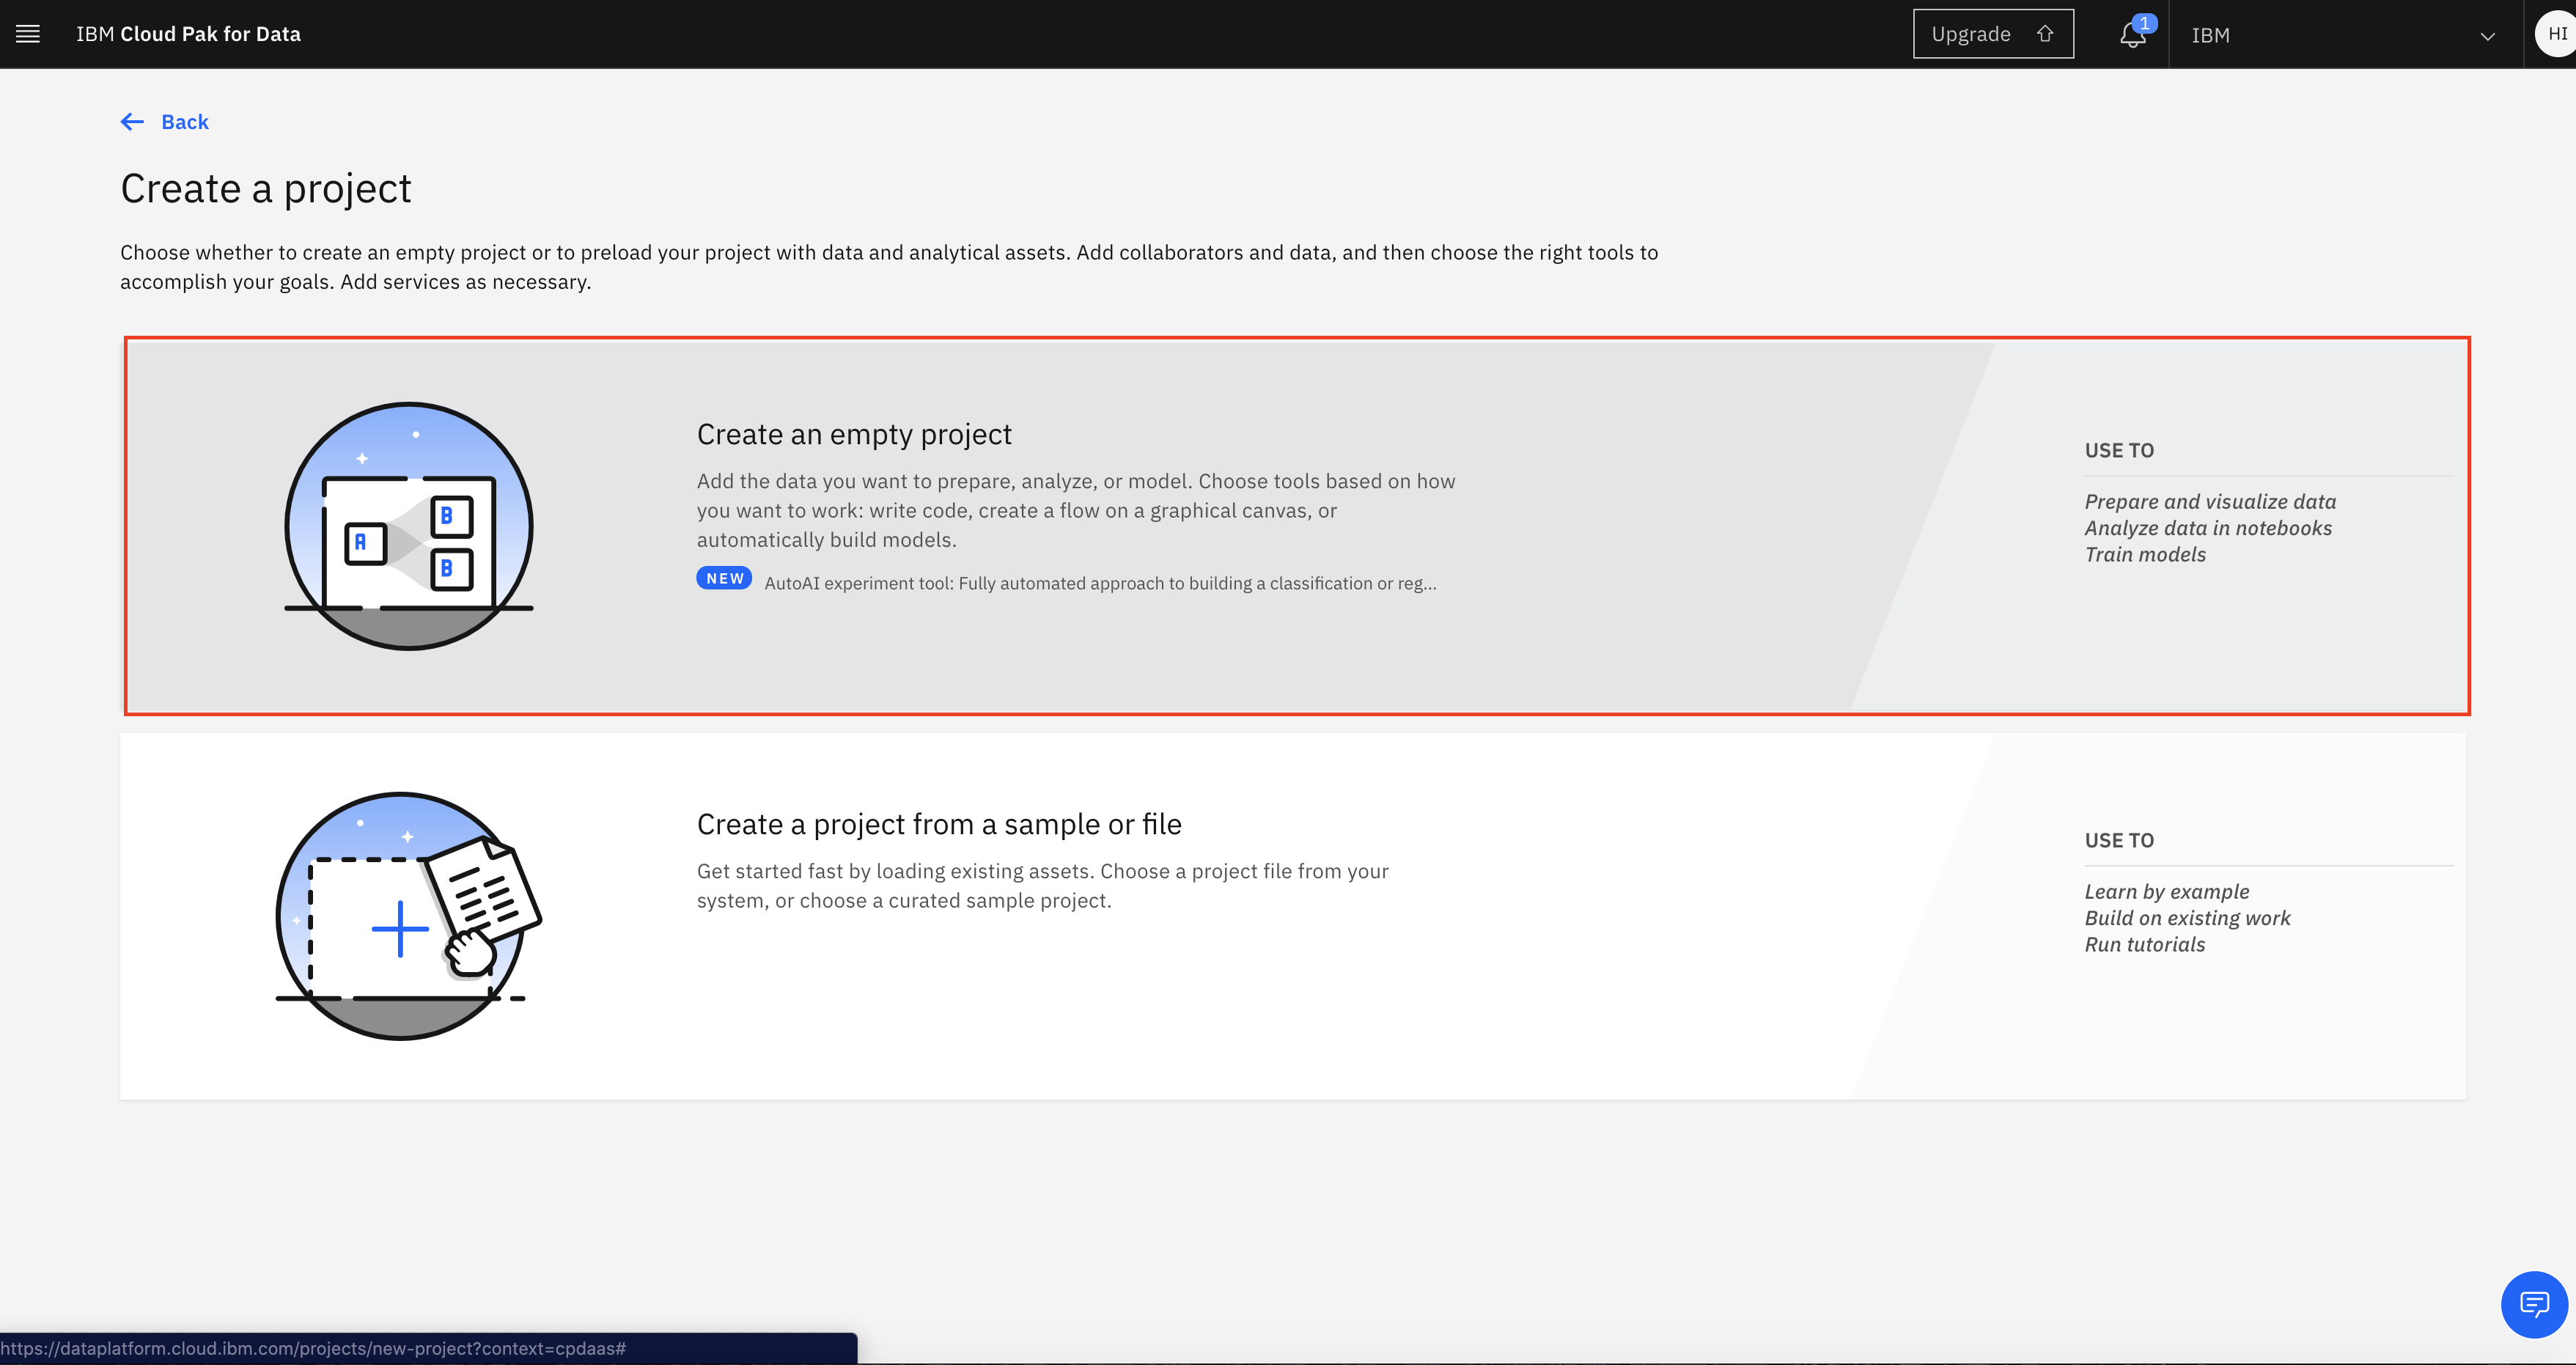 IBM Cloud Pak for Data
Upgrade
1
IBM
HI
Back
Create a project
Choose whether to create an empty project or to preload your project with data and analytical assets. Add collaborators and data, and then choose the right tools to
accomplish your goals. Add services as necessary.
Create an empty project
Add the data you want to prepare, analyze, or model. Choose tools based on how
you want to work: write code, create a flow on a graphical canvas, or
automatically build models.
NEW AutoAI experiment tool: Fully automated approach to building a classification or reg...
A
B
B
USE TO
Prepare and visualize data
Analyze data in notebooks
Train models
Create a project from a sample or file
Get started fast by loading existing assets. Choose a project file from your
system, or choose a curated sample project.
USE TO
Learn by example
Build on existing work
Run tutorials
https://dataplatform.cloud.ibm.com/projects/new-project?context=cpdaas#